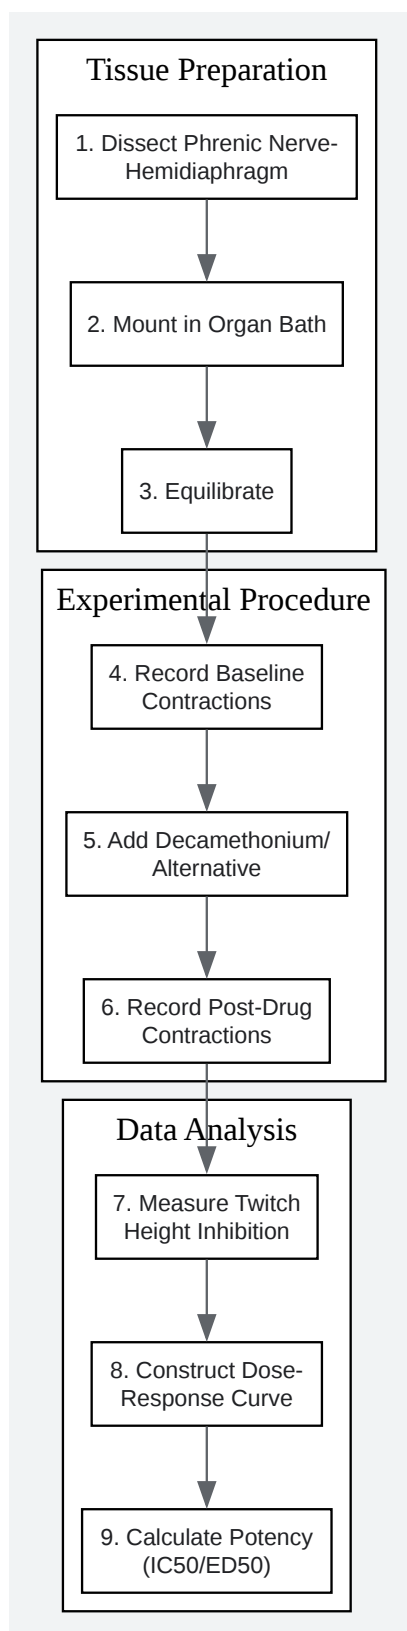 Tissue Preparation
1. Dissect Phrenic Nerve-
Hemidiaphragm
2. Mount in Organ Bath
3. Equilibrate
Experimental Procedure
4. Record Baseline
Contractions
5. Add Decamethonium/
Alternative
6. Record Post-Drug
Contractions
Data Analysis
7. Measure Twitch
Height Inhibition
8. Construct Dose-
Response Curve
9. Calculate Potency
(IC50/ED50)